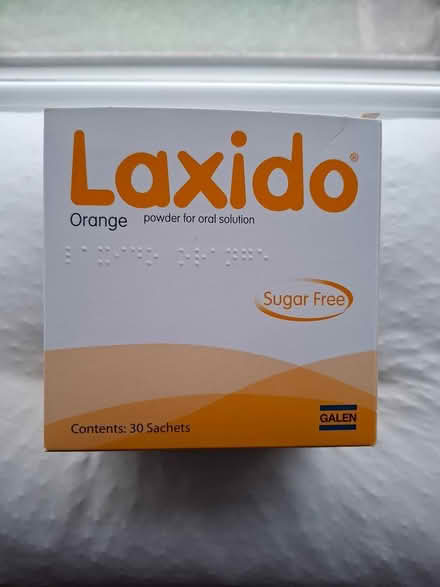 Laxido®
Orange powder for oral solution
Sugar Free
GALEN
Contents: 30 Sachets